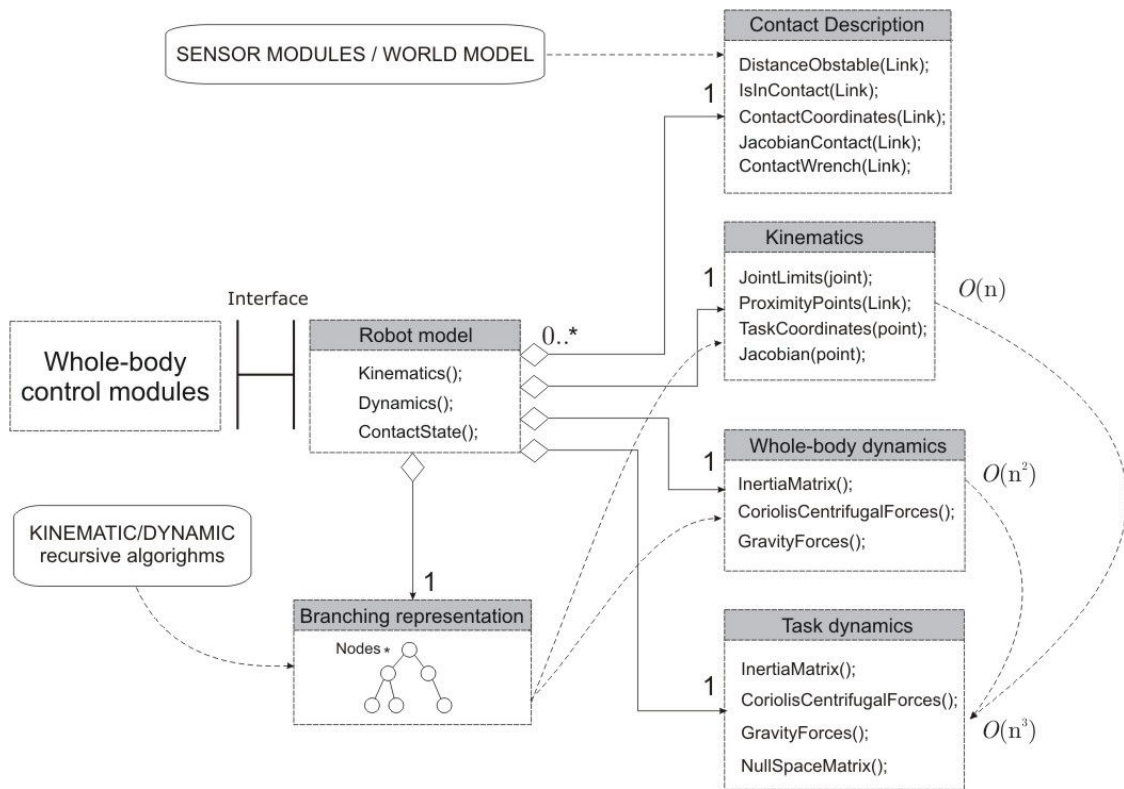 SENSOR MODULES / WORLD MODEL
Contact Description
DistanceObstable(Link);
IsInContact(Link);
ContactCoordinates(Link);
JacobianContact(Link);
ContactWrench(Link);
1
Kinematics
JointLimits(joint);
ProximityPoints(Link);
TaskCoordinates(point);
Jacobian(point);
1
O(n)
Interface
Whole-body
control modules
Robot model
Kinematics();
Dynamics();
ContactState();
0..*
Whole-body dynamics
InertiaMatrix();
CoriolisCentrifugalForces();
GravityForces();
1
O(n²)
KINEMATIC/DYNAMIC
recursive algorighms
1
Branching representation
Nodes *
Task dynamics
InertiaMatrix();
CoriolisCentrifugalForces();
GravityForces();
NullSpaceMatrix();
1
O(n³)